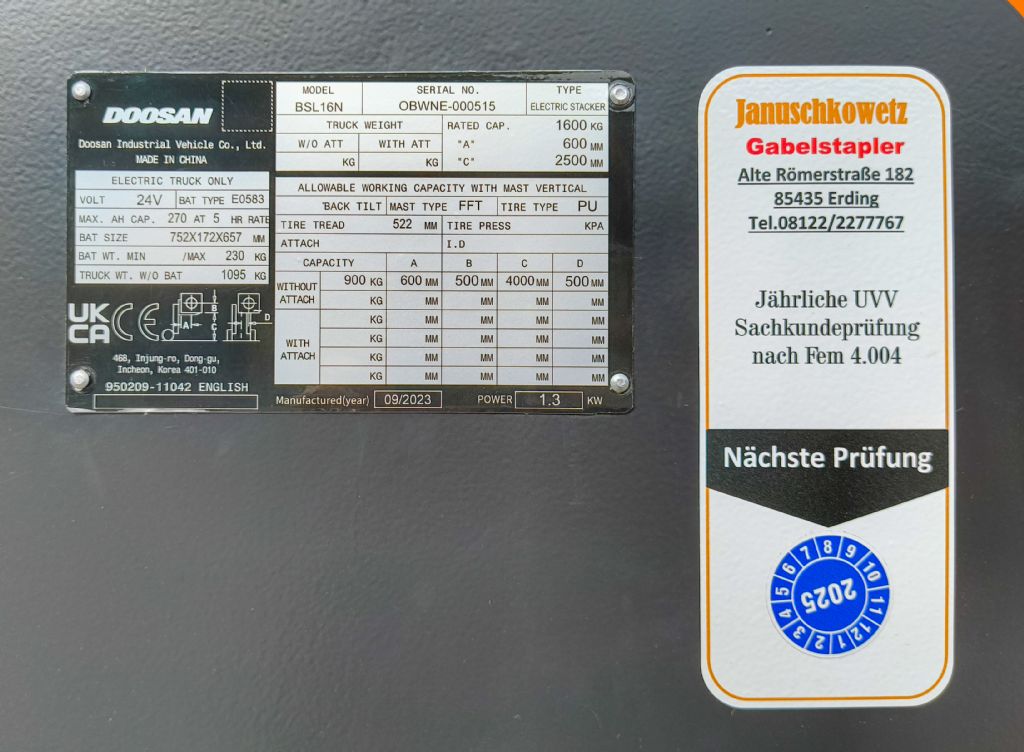 DOOSAN
Doosan Industrial Vehicle Co., Ltd.
MADE IN CHINA
ELECTRIC TRUCK ONLY
VOLT 24V BAT TYPE E0583
MAX. AH CAP. 270 AT 5 HR RATE
BAT SIZE 752X172X657 MM
BAT WT. MIN /MAX 230 KG
TRUCK WT. W/O BAT 1095 KG
UK
CA CE A B C D
468, Injung-ro, Dong-gu,
Incheon, Korea 401-010
950209-11042 ENGLISH
MODEL SERIAL NO. TYPE
BSL16N OBWNE-000515 ELECTRIC STACKER
TRUCK WEIGHT RATED CAP. 1600 KG
W/O ATT WITH ATT "A" 600 MM
KG KG "C" 2500 MM
ALLOWABLE WORKING CAPACITY WITH MAST VERTICAL
°BACK TILT MAST TYPE FFT TIRE TYPE PU
TIRE TREAD 522 MM TIRE PRESS KPA
ATTACH I.D
CAPACITY A B C D
WITHOUT ATTACH 900 KG 600 MM 500 MM 4000 MM 500 MM
KG MM MM MM MM
KG MM MM MM MM
WITH ATTACH KG MM MM MM MM
KG MM MM MM MM
KG MM MM MM MM
Manufactured(year) 09/2023 POWER 1.3 KW
Januschkowetz
Gabelstapler
Alte Römerstraße 182
85435 Erding
Tel.08122/2277767
Jährliche UVV
Sachkundeprüfung
nach Fem 4.004
Nächste Prüfung
1 2 3 4 5 6 7 8 9 10 11 12
2025